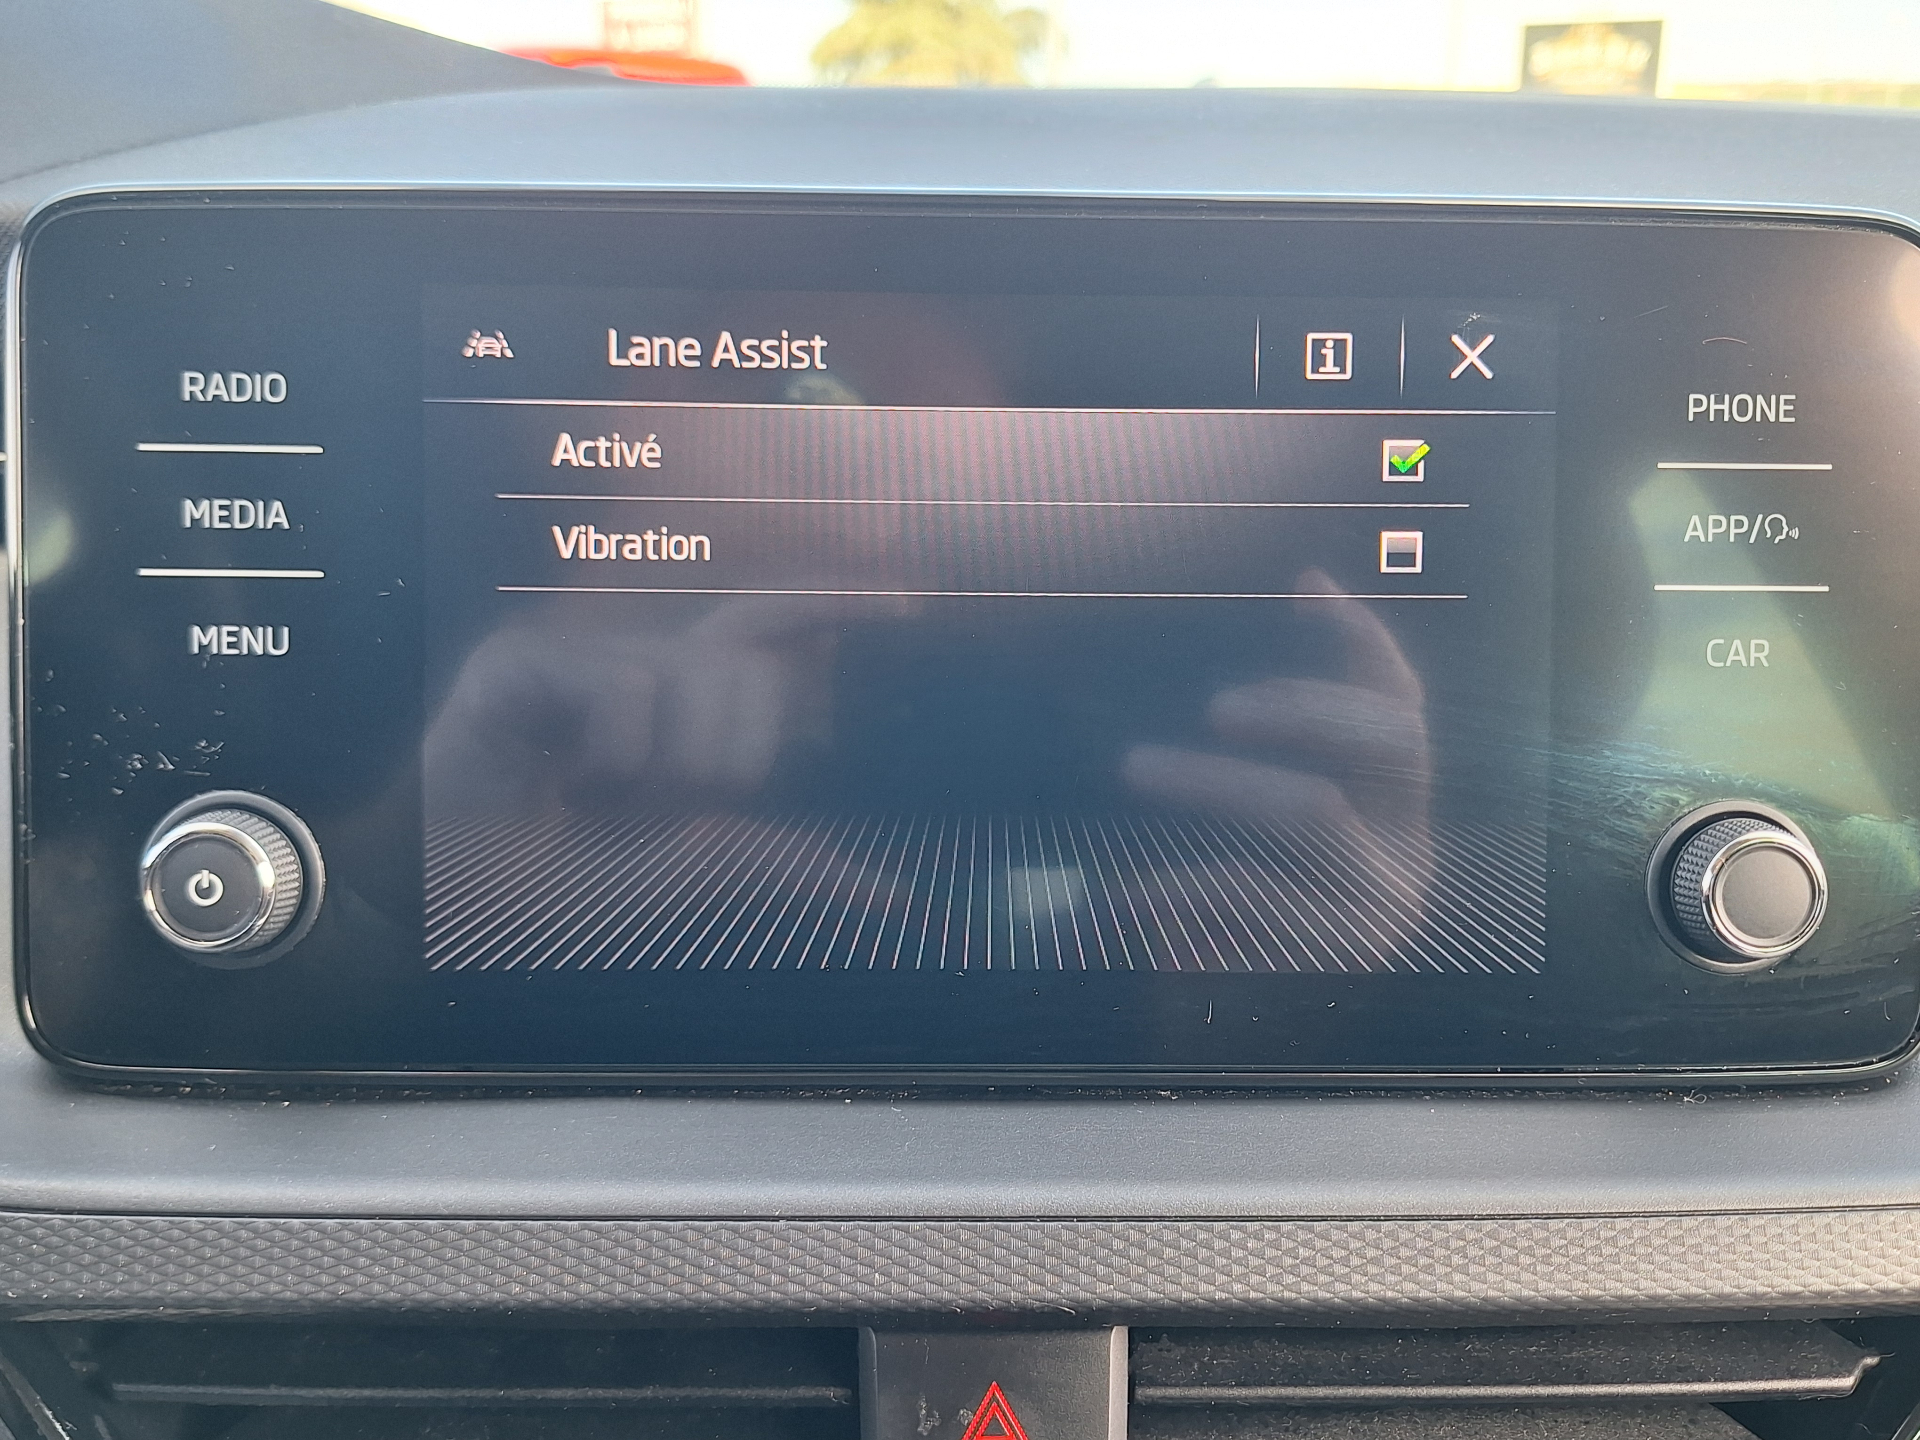 Lane Assist
Activé
Vibration
RADIO
MEDIA
MENU
PHONE
APP/
CAR